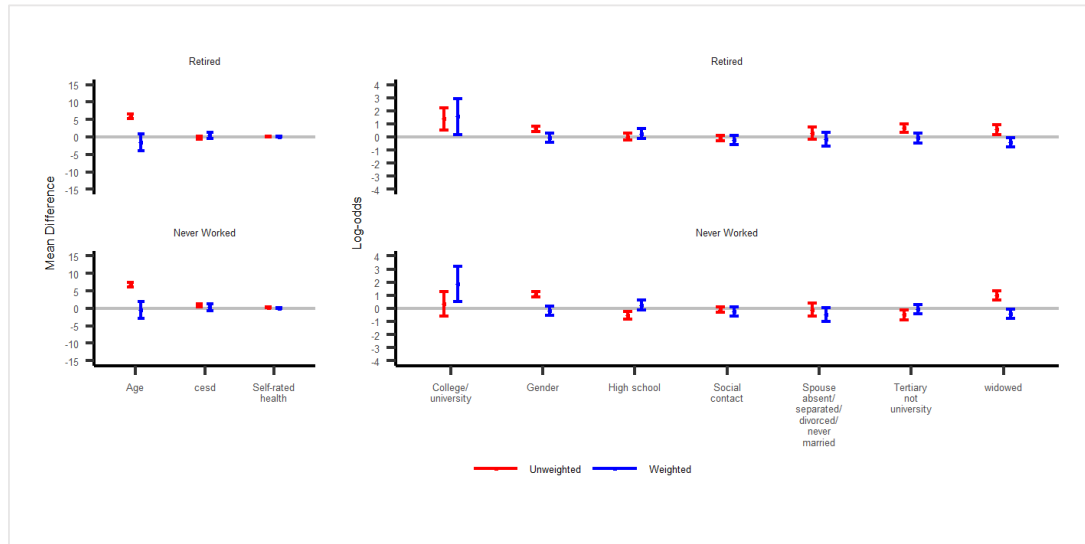 Retired
Retired
15
10
5
0
-5
-10
-15
4
3
2
1
0
-1
-2
-3
-4
Mean Difference
Log-odds
Never Worked
Never Worked
15
10
5
0
-5
-10
-15
4
3
2
1
0
-1
-2
-3
-4
Age
cesd
Self-rated
health
College/
university
Gender
High school
Social
contact
Spouse
absent/
separated/
divorced/
never
married
Tertiary
not
university
widowed
Unweighted
Weighted